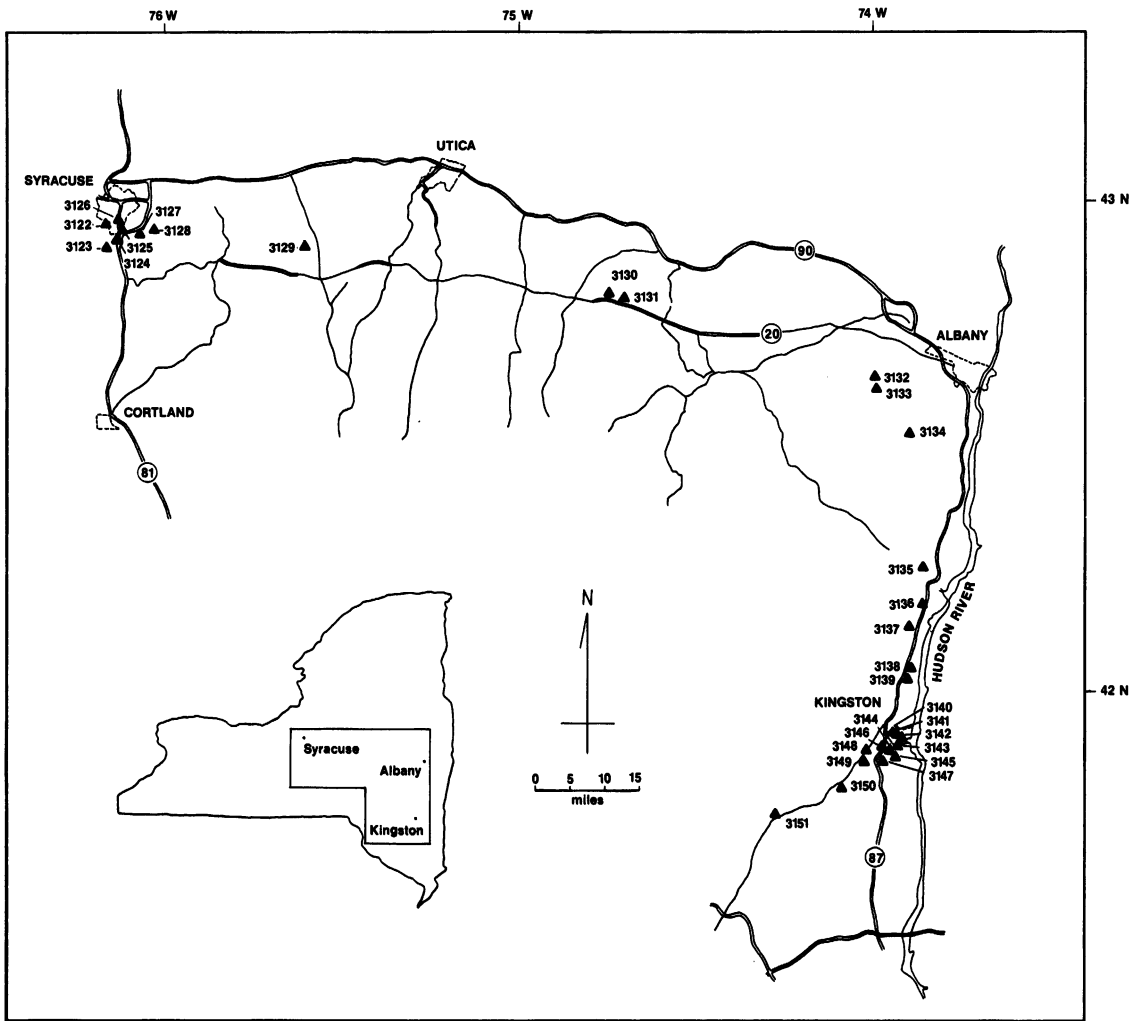 76 W
75 W
74 W
UTICA
SYRACUSE
43 N
3126
3127
3122
3128
3123
3125
3124
3129
90
3130
3131
20
ALBANY
3132
3133
CORTLAND
3134
81
3135
3136
N
3137
HUDSON RIVER
3138
3139
42 N
KINGSTON
3140
3144
3141
3146
3142
3148
3143
3149
3145
3147
Syracuse
Albany
Kingston
0 5 10 15
miles
3150
3151
87